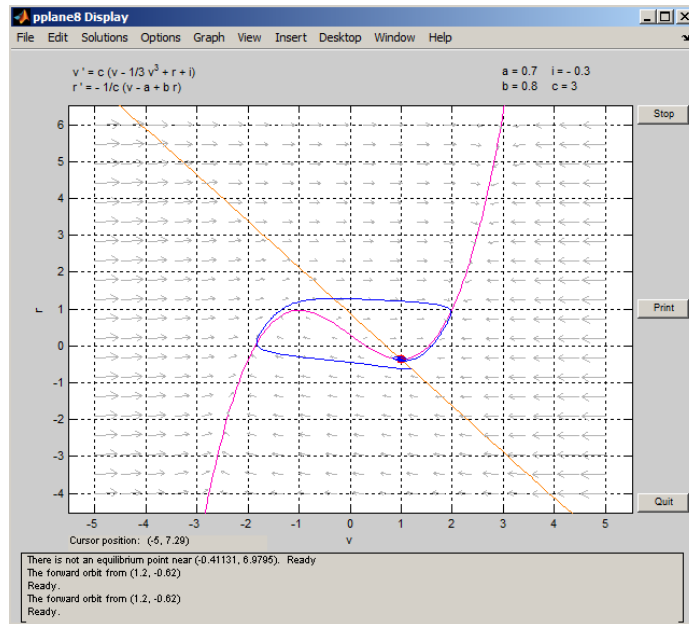 pplane8 Display
File Edit Solutions Options Graph View Insert Desktop Window Help
v ' = c (v - 1/3 v³ + r + i)
r ' = - 1/c (v - a + b r)
a = 0.7 i = - 0.3
b = 0.8 c = 3
Stop
Print
Quit
6
5
4
3
2
1
0
-1
-2
-3
-4
r
-5 -4 -3 -2 -1 0 1 2 3 4 5
v
Cursor position: (-5, 7.29)
There is not an equilibrium point near (-0.41131, 6.9795). Ready
The forward orbit from (1.2, -0.62)
Ready.
The forward orbit from (1.2, -0.62)
Ready.